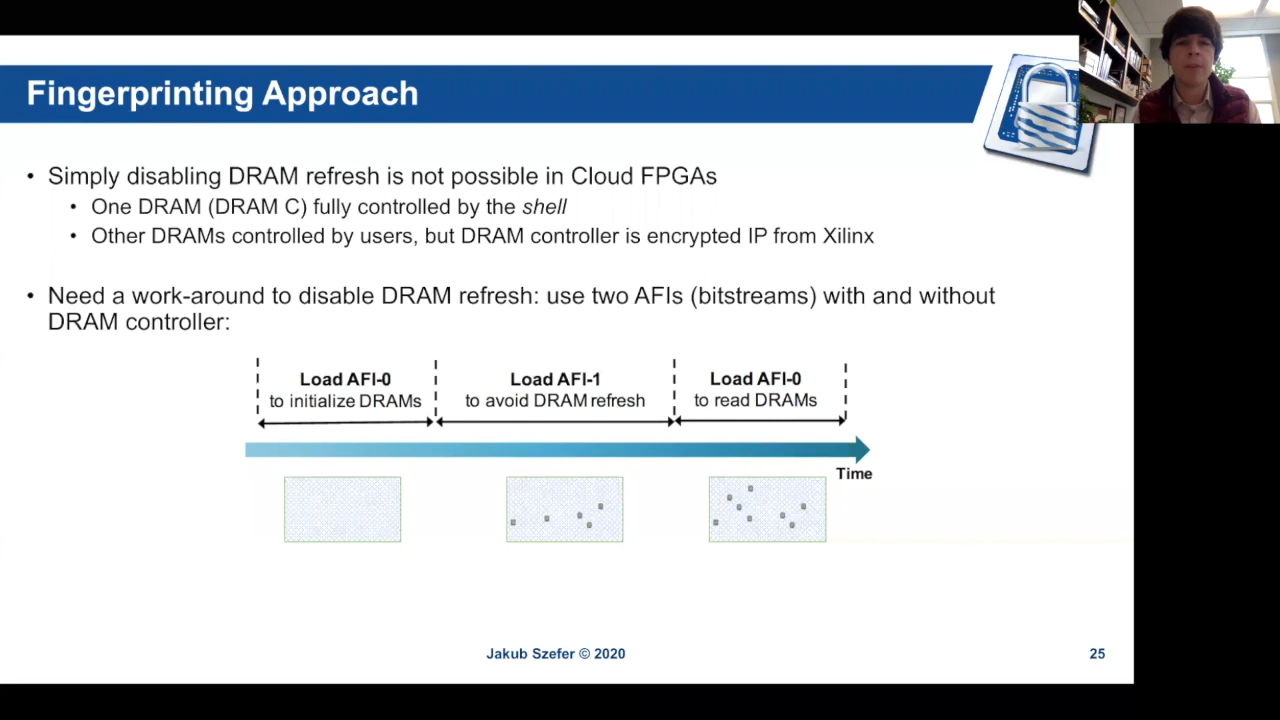 Fingerprinting Approach
• Simply disabling DRAM refresh is not possible in Cloud FPGAs
• One DRAM (DRAM C) fully controlled by the shell
• Other DRAMs controlled by users, but DRAM controller is encrypted IP from Xilinx
• Need a work-around to disable DRAM refresh: use two AFIs (bitstreams) with and without
DRAM controller:
Load AFI-0
to initialize DRAMs
Load AFI-1
to avoid DRAM refresh
Load AFI-0
to read DRAMs
Time
Jakub Szefer © 2020
25